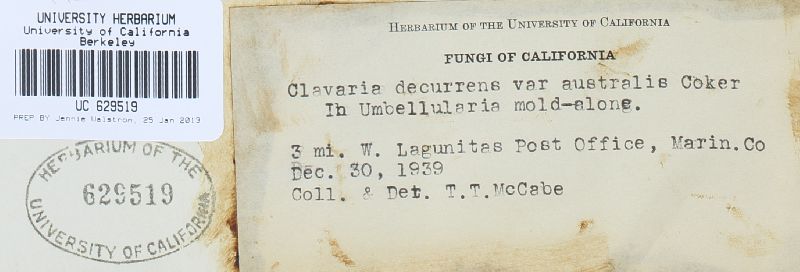 UNIVERSITY HERBARIUM
University of California
Berkeley
UC 629519
PREP BY Jennie Walstrom, 25 Jan 2013
HERBARIUM OF THE
629519
UNIVERSITY OF CALIFORNIA
HERBARIUM OF THE UNIVERSITY OF CALIFORNIA
FUNGI OF CALIFORNIA
Clavaria decurrens var australis Coker
In Umbellularia mold-along.
3 mi. W. Lagunitas Post Office, Marin.Co
Dec. 30, 1939
Coll. & Det. T.T.McCabe